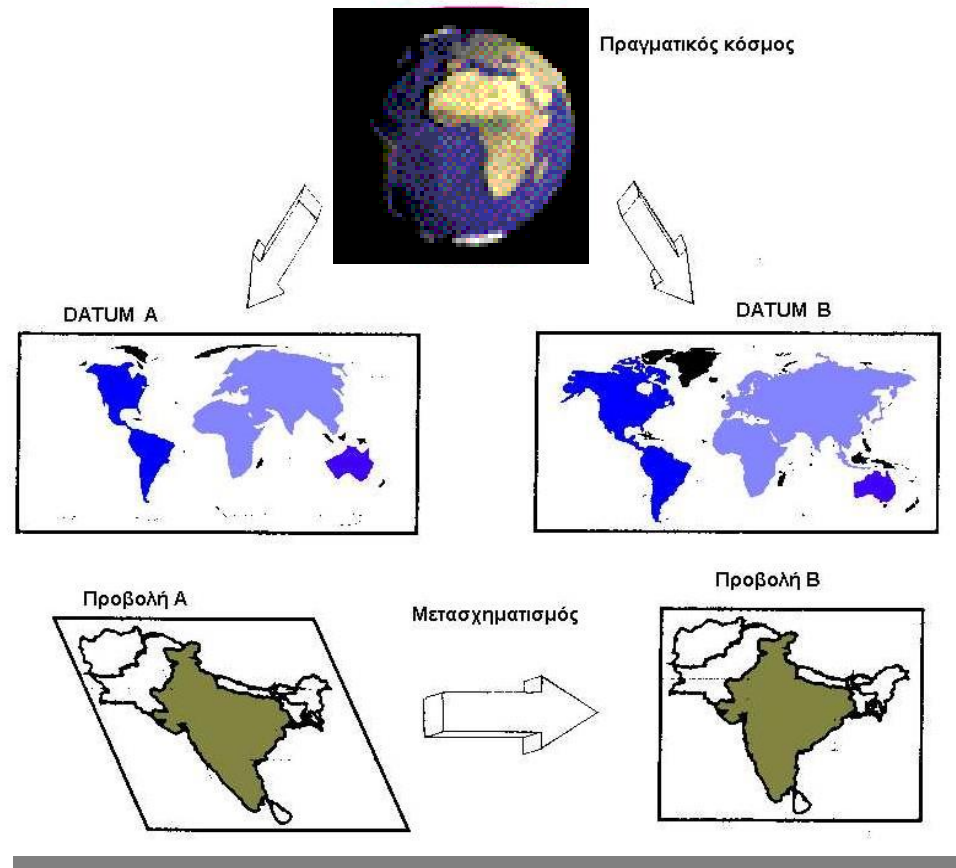 Πραγματικός κόσμος
DATUM A
DATUM B
Προβολή Α
Μετασχηματισμός
Προβολή Β